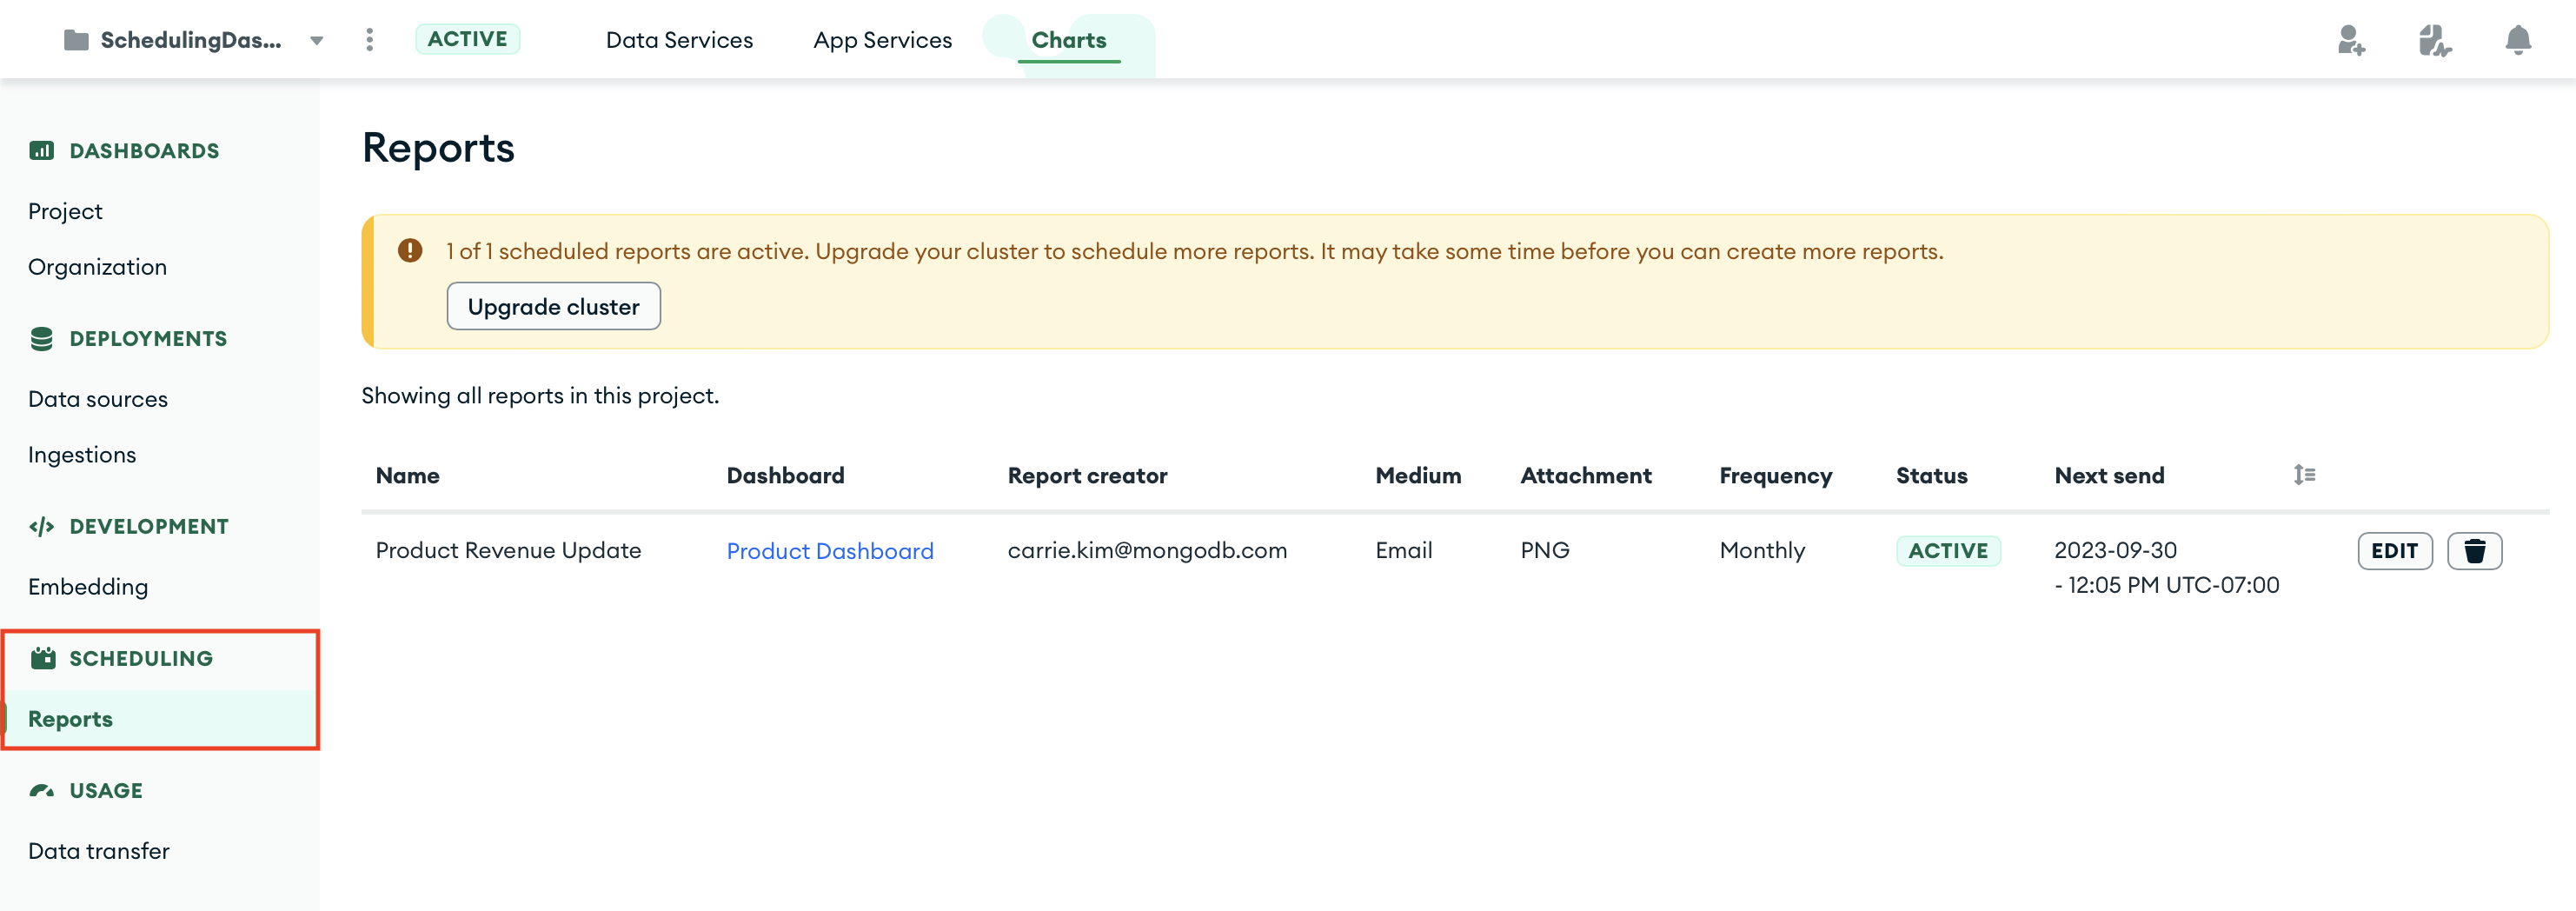 SchedulingDas...
ACTIVE
Data Services
App Services
Charts
DASHBOARDS
Project
Organization
DEPLOYMENTS
Data sources
Ingestions
DEVELOPMENT
Embedding
SCHEDULING
Reports
USAGE
Data transfer
Reports
1 of 1 scheduled reports are active. Upgrade your cluster to schedule more reports. It may take some time before you can create more reports.
Upgrade cluster
Showing all reports in this project.
Name Dashboard Report creator Medium Attachment Frequency Status Next send
Product Revenue Update Product Dashboard carrie.kim@mongodb.com Email PNG Monthly ACTIVE 2023-09-30 EDIT
- 12:05 PM UTC-07:00